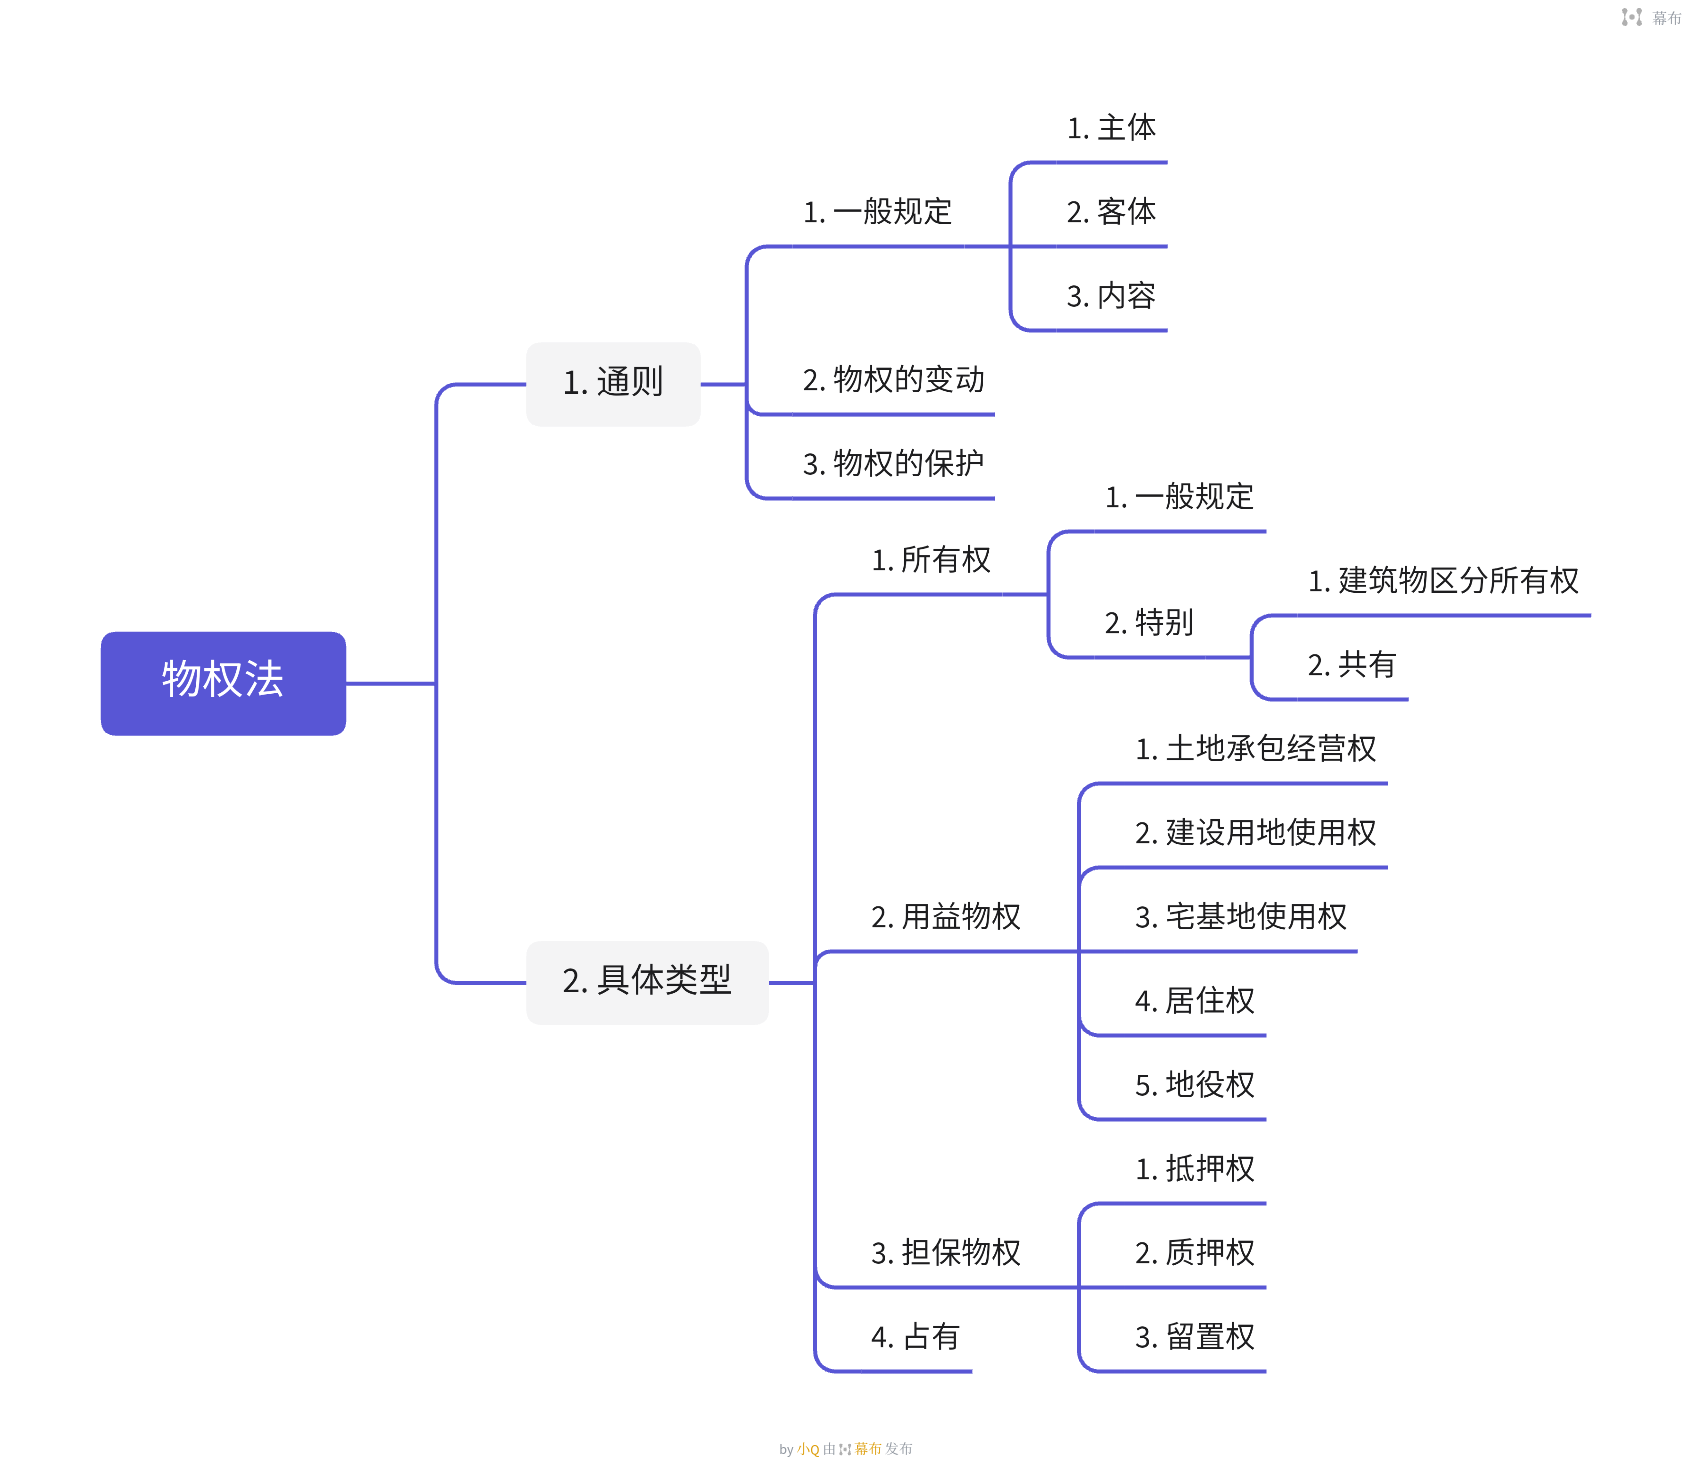 幕布
物权法
1. 通则
1. 一般规定
1. 主体
2. 客体
3. 内容
2. 物权的变动
3. 物权的保护
2. 具体类型
1. 所有权
1. 一般规定
2. 特别
1. 建筑物区分所有权
2. 共有
2. 用益物权
1. 土地承包经营权
2. 建设用地使用权
3. 宅基地使用权
4. 居住权
5. 地役权
3. 担保物权
1. 抵押权
2. 质押权
3. 留置权
4. 占有
by 小Q 由 幕布 发布